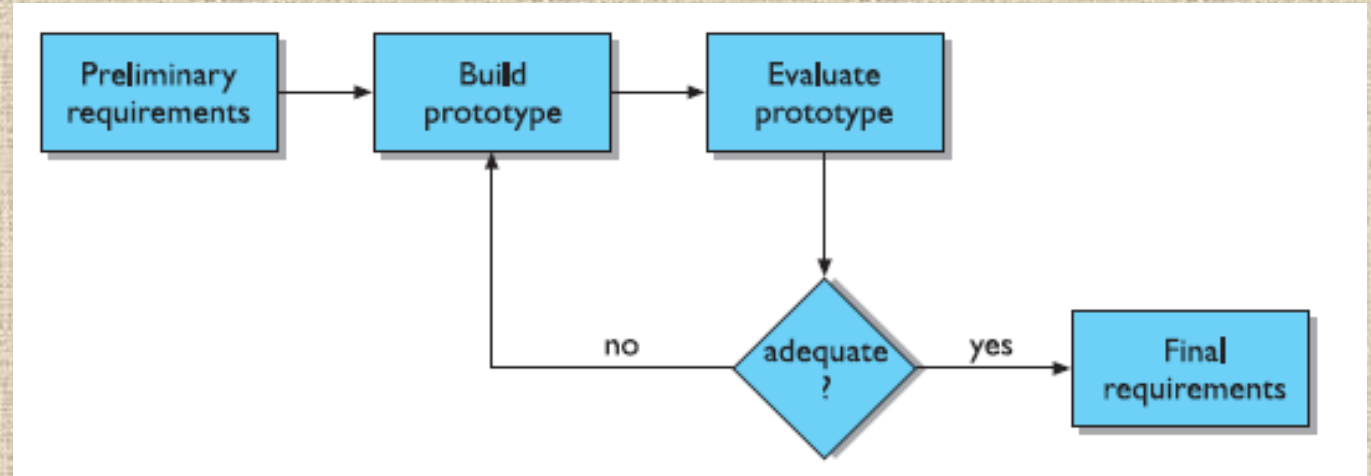 Preliminary
requirements
Build
prototype
Evaluate
prototype
no
adequate
?
yes
Final
requirements